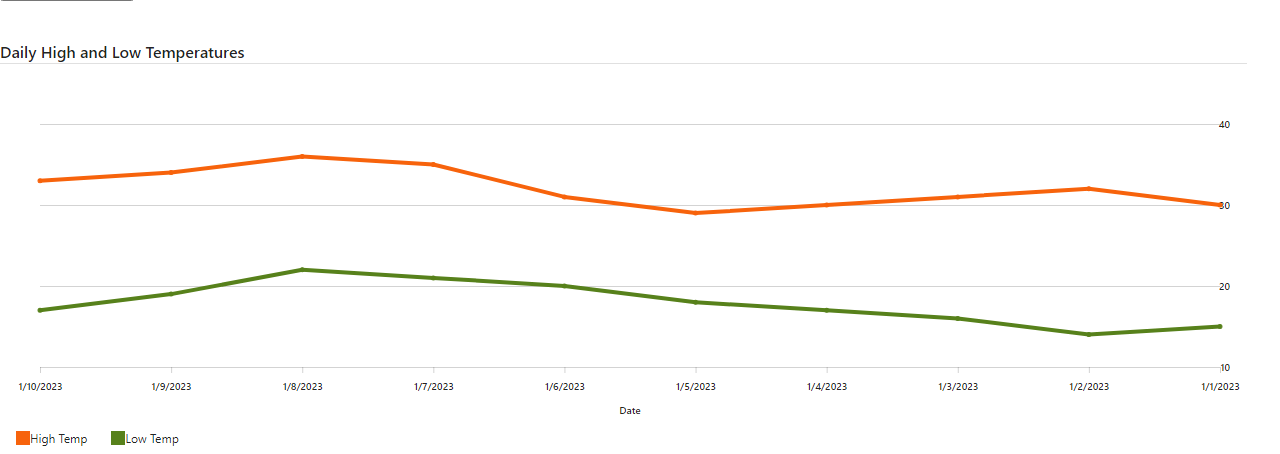 Daily High and Low Temperatures
40
30
20
10
1/10/2023 1/9/2023 1/8/2023 1/7/2023 1/6/2023 1/5/2023 1/4/2023 1/3/2023 1/2/2023 1/1/2023
Date
High Temp Low Temp